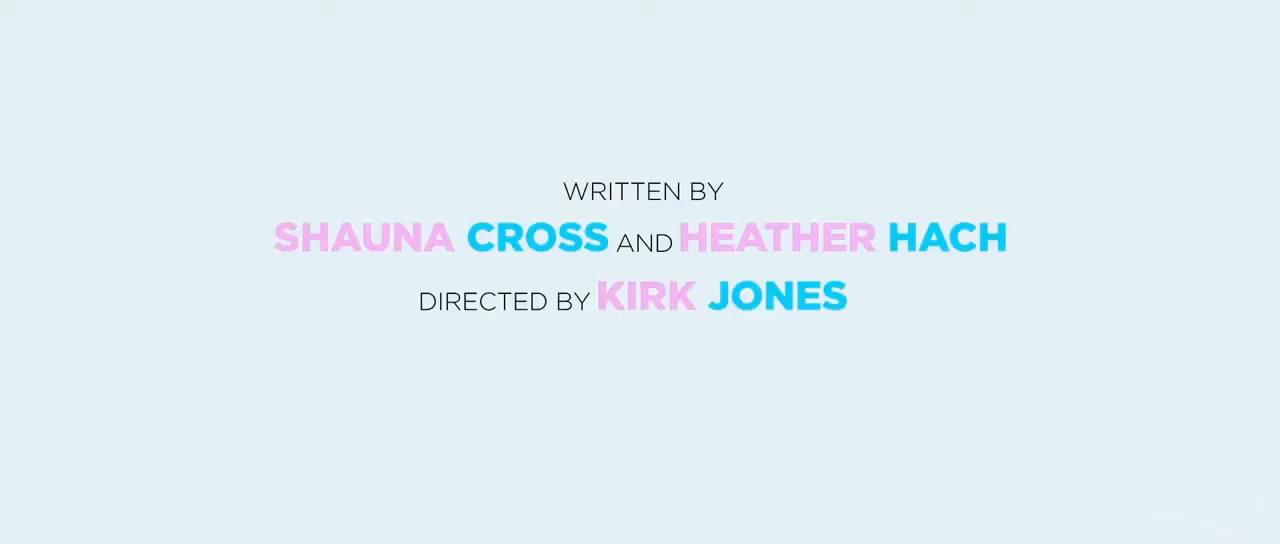 WRITTEN BY
SHAUNA CROSS AND HEATHER HACH
DIRECTED BY KIRK JONES